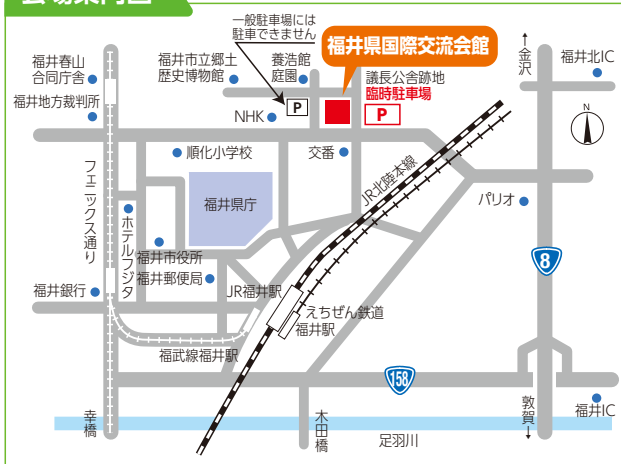 会場案内図
一般駐車場には
駐車できません
福井県国際交流会館
福井春山
合同庁舎
福井市立郷土
歴史博物館
養浩館
庭園
議長公舎跡地
臨時駐車場
P
P
NHK
福井地方裁判所
↑
金沢
福井北IC
N
順化小学校
交番
JR北陸本線
フェニックス通り
福井県庁
パリオ
ホテルフジタ
福井市役所
福井郵便局
8
福井銀行
JR福井駅
えちぜん鉄道
福井駅
福武線福井駅
158
幸橋
木田橋
足羽川
敦賀
↓
福井IC